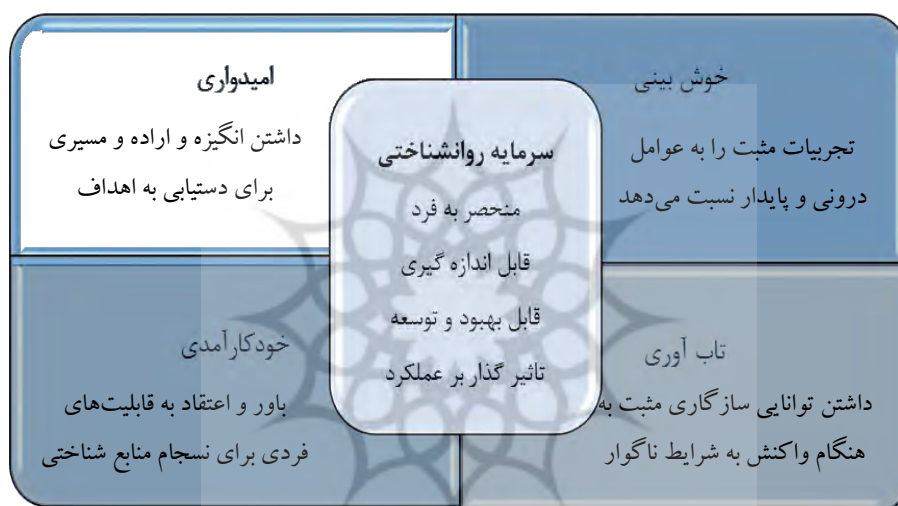 خوش بینی
تجربیات مثبت را به عوامل
درونی و پایدار نسبت می‌دهد
امیدواری
داشتن انگیزه و اراده و مسیری
برای دستیابی به اهداف
سرمایه روانشناختی
منحصر به فرد
قابل اندازه گیری
قابل بهبود و توسعه
تاثیر گذار بر عملکرد
تاب آوری
داشتن توانایی سازگاری مثبت به
هنگام واکنش به شرایط ناگوار
خودکارآمدی
باور و اعتقاد به قابلیت‌های
فردی برای نسجام منابع شناختی